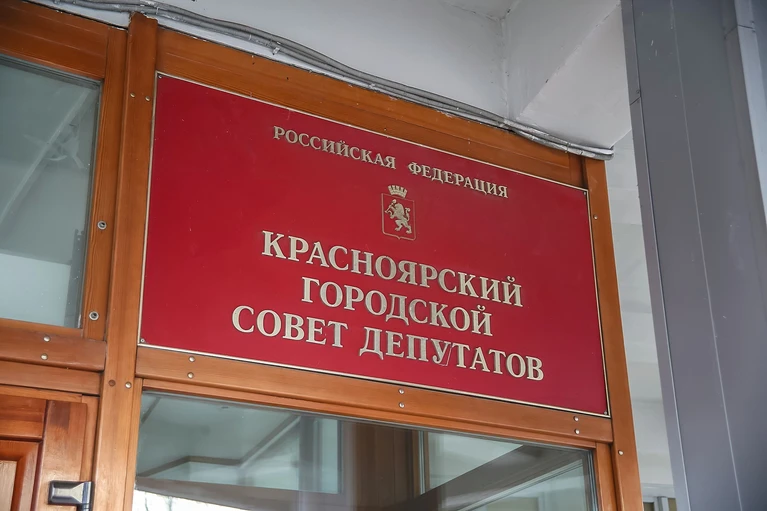 РОССИЙСКАЯ ФЕДЕРАЦИЯ
КРАСНОЯРСКИЙ
ГОРОДСКОЙ
СОВЕТ ДЕПУТАТОВ